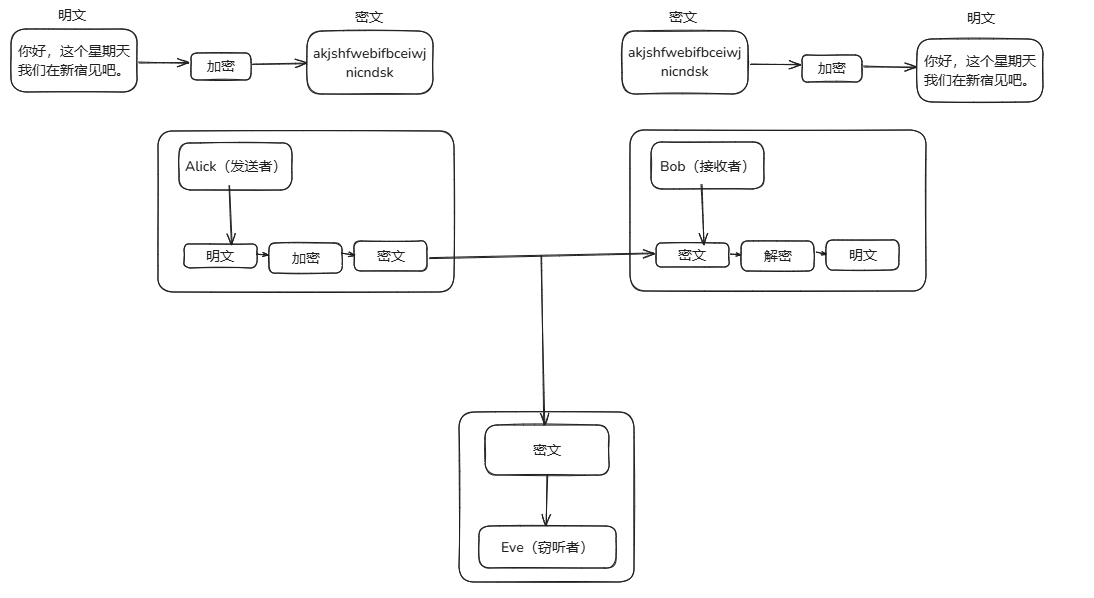 明文
密文
密文
明文
你好，这个星期天
我们在新宿见吧。
加密
akjshfwebifbceiwj
nicndsk
akjshfwebifbceiwj
nicndsk
加密
你好，这个星期天
我们在新宿见吧。
Alick（发送者）
明文
加密
密文
Bob（接收者）
密文
解密
明文
密文
Eve（窃听者）